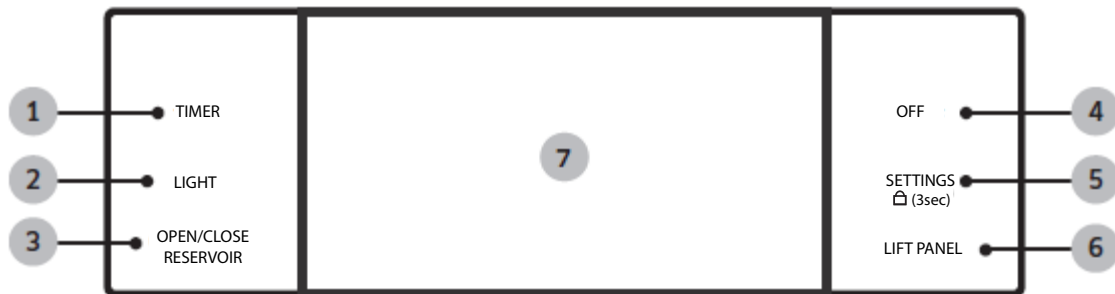 1 TIMER
2 LIGHT
3 OPEN/CLOSE
RESERVOIR
7
OFF 4
SETTINGS 5
(3sec)
LIFT PANEL 6